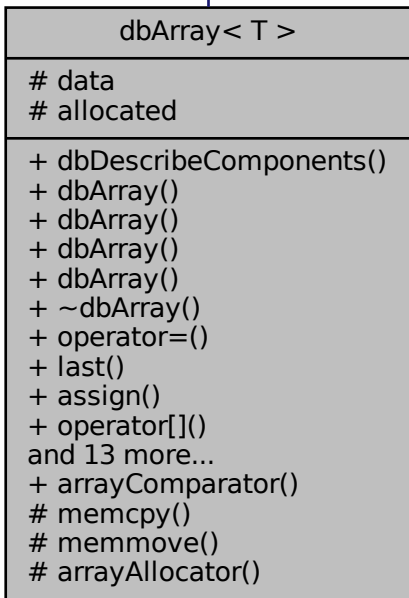 dbArray< T >
# data
# allocated
+ dbDescribeComponents()
+ dbArray()
+ dbArray()
+ dbArray()
+ dbArray()
+ ~dbArray()
+ operator=()
+ last()
+ assign()
+ operator[]()
and 13 more...
+ arrayComparator()
# memcpy()
# memmove()
# arrayAllocator()